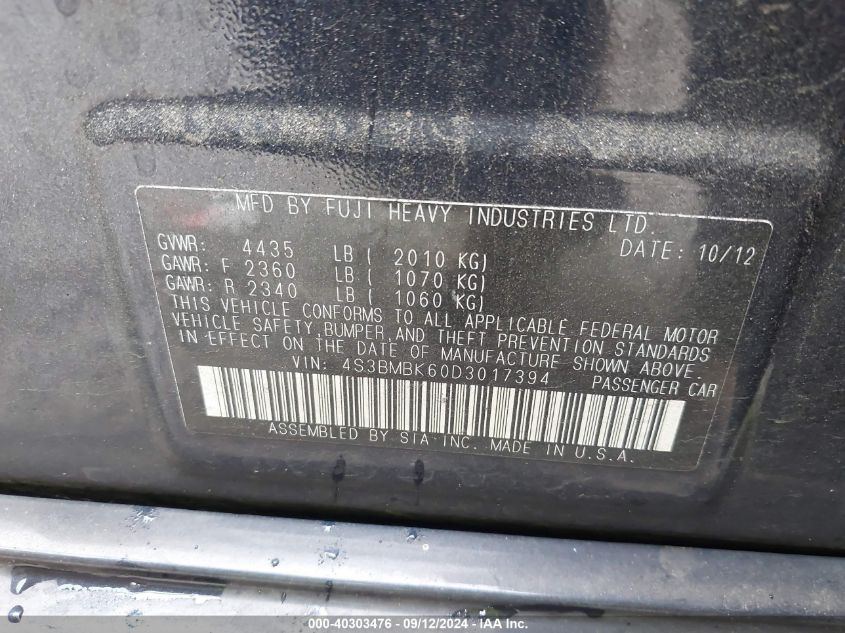 MFD BY FUJI HEAVY INDUSTRIES LTD.
GVWR: 4435 LB ( 2010 KG) DATE: 10/12
GAWR: F 2360 LB ( 1070 KG)
GAWR: R 2340 LB ( 1060 KG)
THIS VEHICLE CONFORMS TO ALL APPLICABLE FEDERAL MOTOR
VEHICLE SAFETY, BUMPER, AND THEFT PREVENTION STANDARDS
IN EFFECT ON THE DATE OF MANUFACTURE SHOWN ABOVE.
VIN: 4S3BMBK60D3017394 PASSENGER CAR
ASSEMBLED BY SIA INC. MADE IN U.S.A.
000-40303476 - 09/12/2024 - IAA Inc.